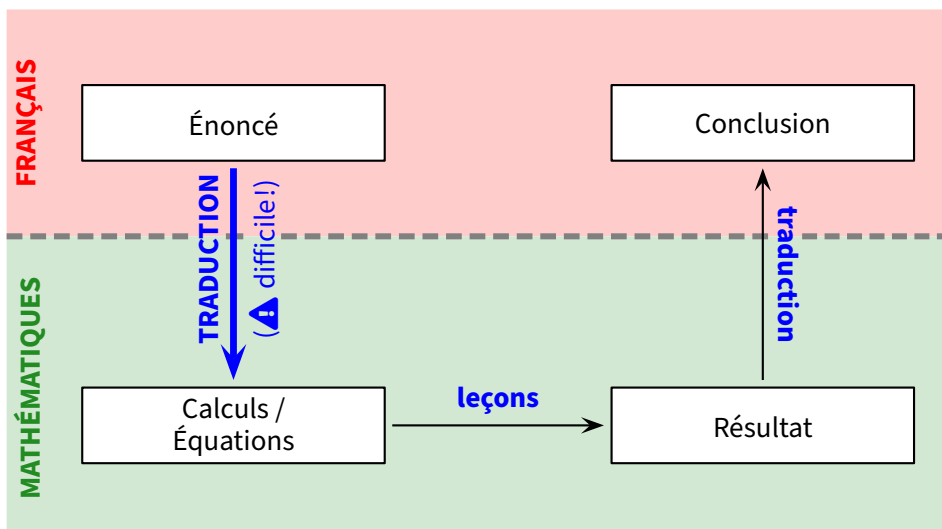 FRANÇAIS
Énoncé
Conclusion
TRADUCTION
(⚠ difficile!)
traduction
MATHÉMATIQUES
Calculs /
Équations
leçons
Résultat